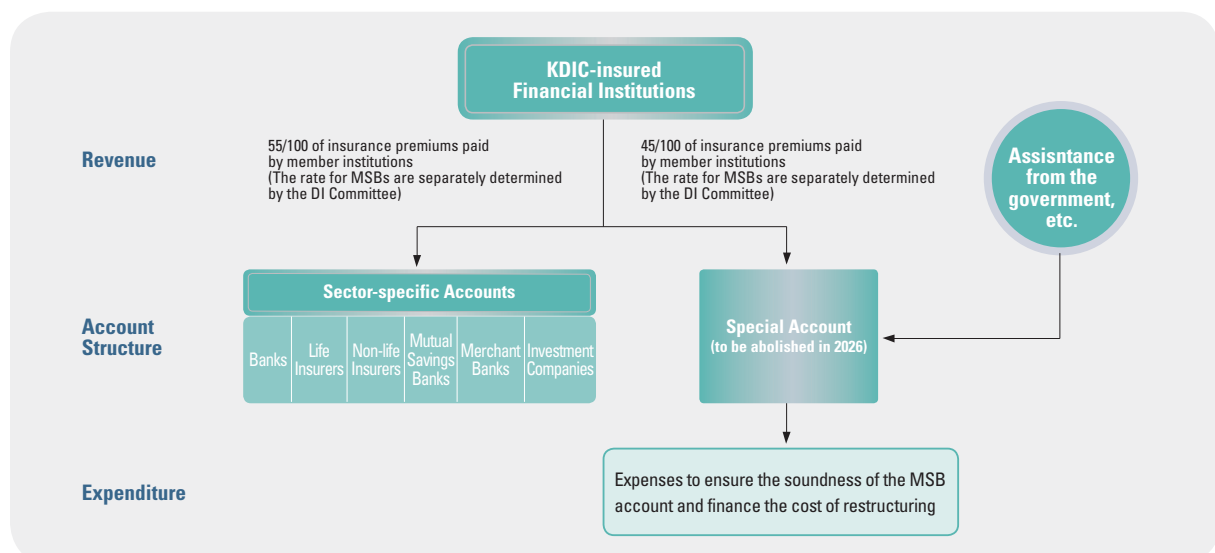 KDIC-insured
Financial Institutions
Revenue
55/100 of insurance premiums paid
by member institutions
(The rate for MSBs are separately determined
by the DI Committee)
45/100 of insurance premiums paid
by member institutions
(The rate for MSBs are separately determined
by the DI Committee)
Assisntance
from the
government,
etc.
Account
Structure
Sector-specific Accounts
Banks
Life
Insurers
Non-life
Insurers
Mutual
Savings
Banks
Merchant
Banks
Investment
Companies
Special Account
(to be abolished in 2026)
Expenditure
Expenses to ensure the soundness of the MSB
account and finance the cost of restructuring